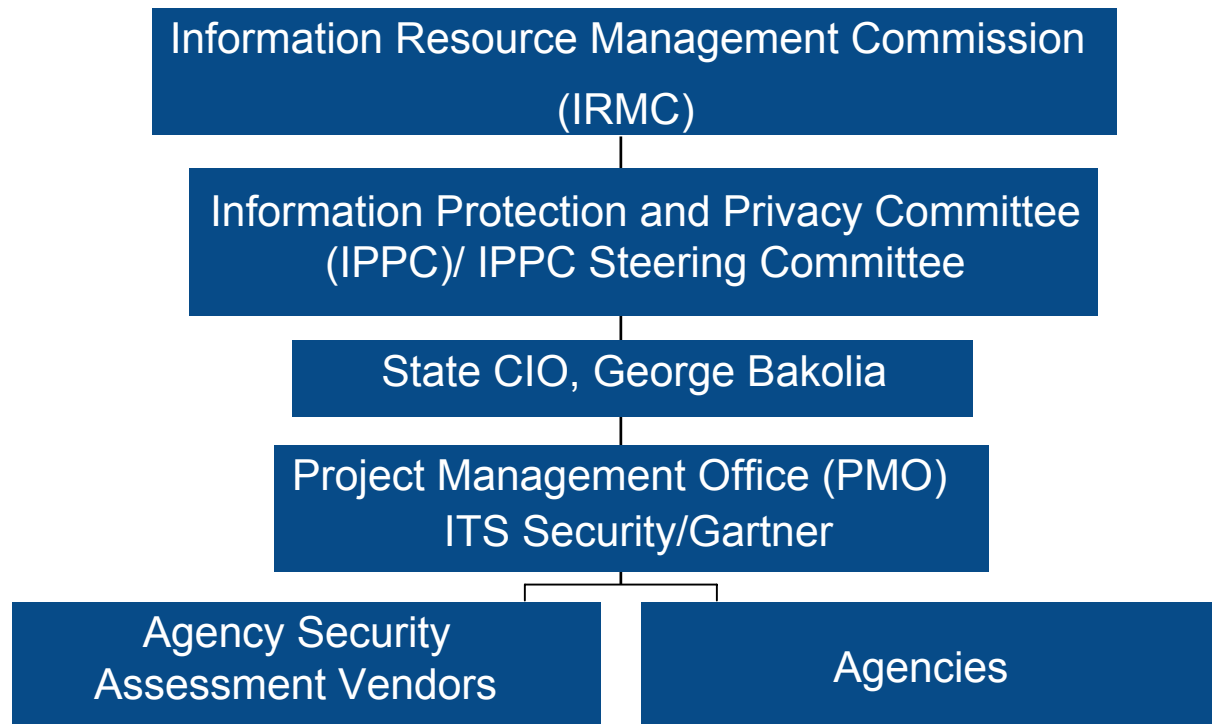 Information Resource Management Commission
(IRMC)
Information Protection and Privacy Committee
(IPPC)/ IPPC Steering Committee
State CIO, George Bakolia
Project Management Office (PMO)
ITS Security/Gartner
Agency Security
Assessment Vendors
Agencies